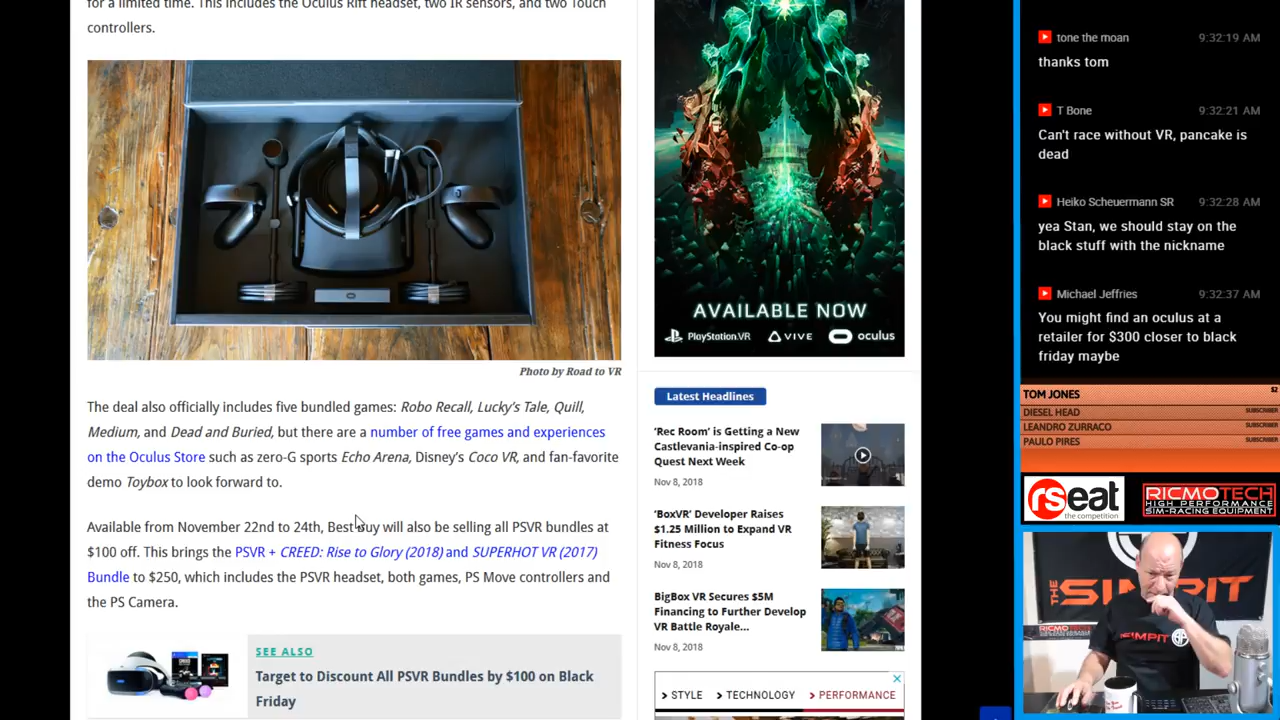 for a limited time. This includes the Oculus Rift headset, two IR sensors, and two Touch
controllers.
Photo by Road to VR
The deal also officially includes five bundled games: Robo Recall, Lucky's Tale, Quill,
Medium, and Dead and Buried, but there are a number of free games and experiences
on the Oculus Store such as zero-G sports Echo Arena, Disney's Coco VR, and fan-favorite
demo Toybox to look forward to.
Available from November 22nd to 24th, Best Buy will also be selling all PSVR bundles at
$100 off. This brings the PSVR + CREED: Rise to Glory (2018) and SUPERHOT VR (2017)
Bundle to $250, which includes the PSVR headset, both games, PS Move controllers and
the PS Camera.
SEE ALSO
Target to Discount All PSVR Bundles by $100 on Black
Friday
AVAILABLE NOW
PlayStation.VR VIVE oculus
Latest Headlines
'Rec Room' is Getting a New
Castlevania-inspired Co-op
Quest Next Week
Nov 8, 2018
'BoxVR' Developer Raises
$1.25 Million to Expand VR
Fitness Focus
Nov 8, 2018
BigBox VR Secures $5M
Financing to Further Develop
VR Battle Royale...
Nov 8, 2018
> STYLE > TECHNOLOGY > PERFORMANCE
tone the moan 9:32:19 AM
thanks tom
T Bone 9:32:21 AM
Can't race without VR, pancake is
dead
Heiko Scheuermann SR 9:32:28 AM
yea Stan, we should stay on the
black stuff with the nickname
Michael Jeffries 9:32:37 AM
You might find an oculus at a
retailer for $300 closer to black
friday maybe
TOM JONES $2
DIESEL HEAD SUBSCRIBER
LEANDRO ZURRACO SUBSCRIBER
PAULO PIRES SUBSCRIBER
rseat
the competition
RICMOTECH
HIGH PERFORMANCE
SIM-RACING EQUIPMENT
THE SIMPIT
RICMOTECH
SIMPIT